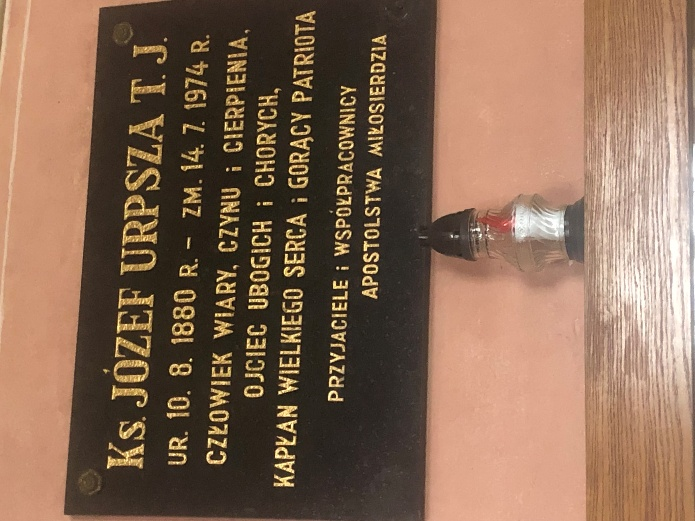 Ks. JÓZEF URPSZA T. J.
UR. 10. 8. 1880 R. – ZM. 14. 7. 1974 R.
CZŁOWIEK WIARY, CZYNU i CIERPIENIA,
OJCIEC UBOGICH i CHORYCH,
KAPŁAN WIELKIEGO SERCA i GORĄCY PATRIOTA
PRZYJACIELE i WSPÓŁPRACOWNICY
APOSTOLSTWA MIŁOSIERDZIA